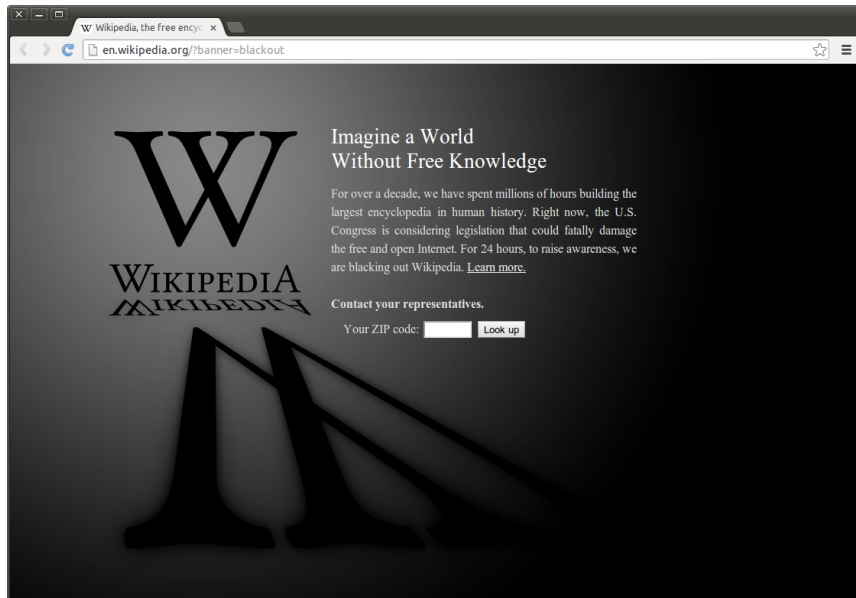 Wikipedia, the free ency
en.wikipedia.org/?banner=blackout
W
WIKIPEDIA
Imagine a World
Without Free Knowledge
For over a decade, we have spent millions of hours building the
largest encyclopedia in human history. Right now, the U.S.
Congress is considering legislation that could fatally damage
the free and open Internet. For 24 hours, to raise awareness, we
are blacking out Wikipedia. Learn more.
Contact your representatives.
Your ZIP code: Look up